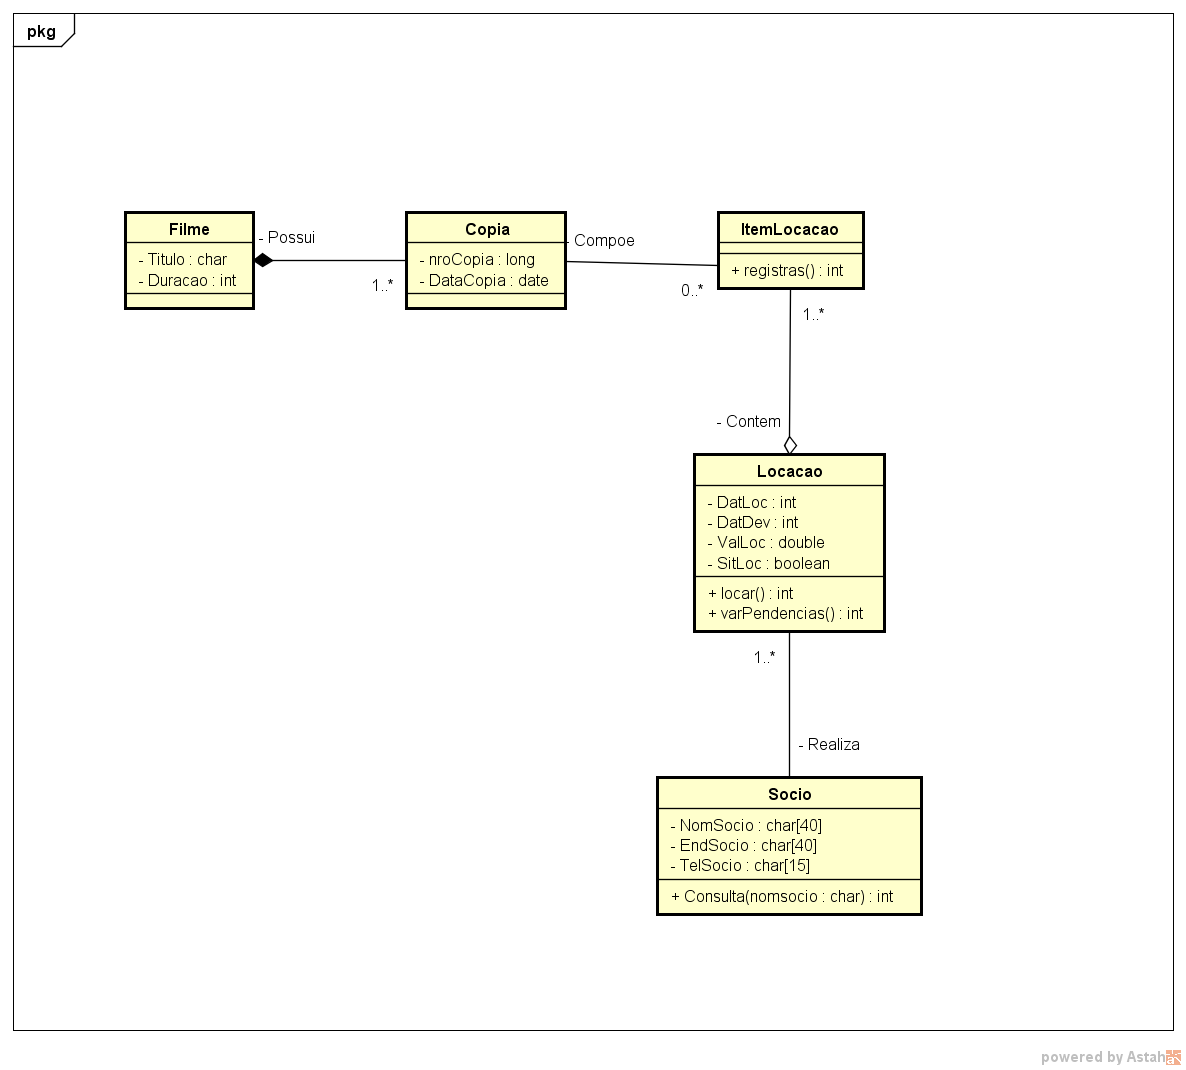 pkg
Filme
- Titulo : char
- Duracao : int
- Possui
1..*
Copia
- nroCopia : long
- DataCopia : date
- Compoe
0..*
ItemLocacao
+ registras() : int
1..*
- Contem
Locacao
- DatLoc : int
- DatDev : int
- ValLoc : double
- SitLoc : boolean
+ locar() : int
+ varPendencias() : int
1..*
- Realiza
Socio
- NomSocio : char[40]
- EndSocio : char[40]
- TelSocio : char[15]
+ Consulta(nomsocio : char) : int
powered by Astah